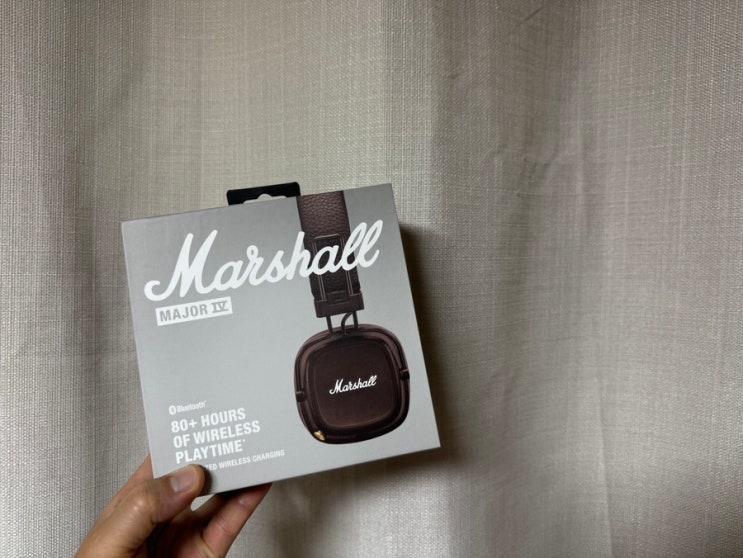 Marshall
MAJOR IV
Marshall
Bluetooth
80+ HOURS
OF WIRELESS
PLAYTIME*
WIRELESS CHARGING